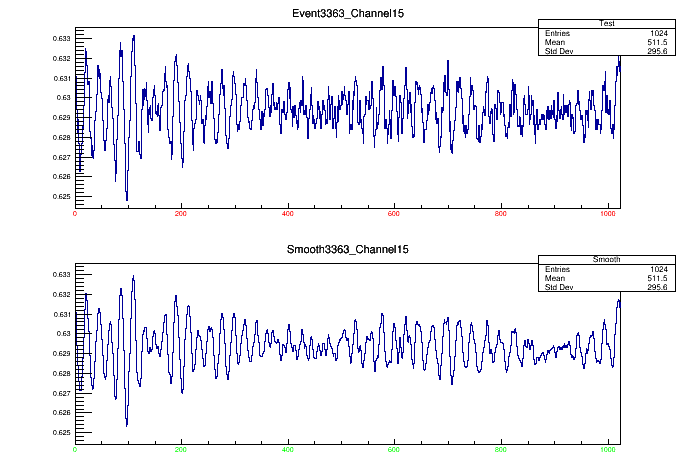 Event3363_Channel15
Test
Entries 1024
Mean 511.5
Std Dev 295.6
0.633
0.632
0.631
0.63
0.629
0.628
0.627
0.626
0.625
0 200 400 600 800 1000
Smooth3363_Channel15
Smooth
Entries 1024
Mean 511.5
Std Dev 295.6
0.633
0.632
0.631
0.63
0.629
0.628
0.627
0.626
0.625
0 200 400 600 800 1000